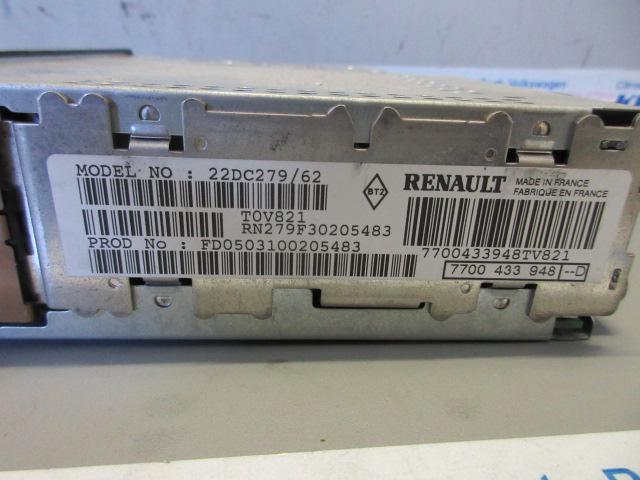 MODEL NO : 22DC279/62
T0V821
RN279F30205483
PROD No : FD0503100205483
BT2
RENAULT
MADE IN FRANCE
FABRIQUE EN FRANCE
7700433948TV821
7700 433 948 --D
Volkswagen